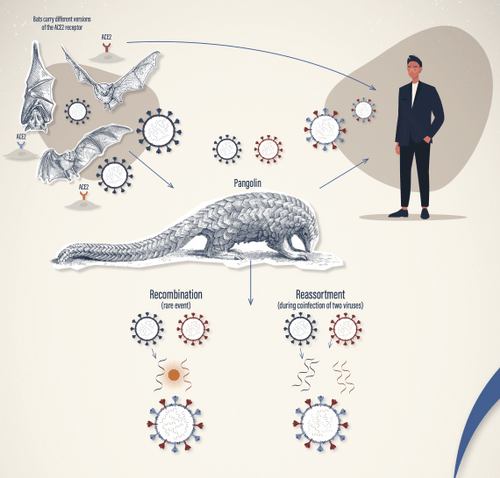 Bats carry different versions
of the ACE2 receptor
ACE2
ACE2
ACE2
Pangolin
Recombination
(rare event)
Reassortment
(during coinfection of two viruses)